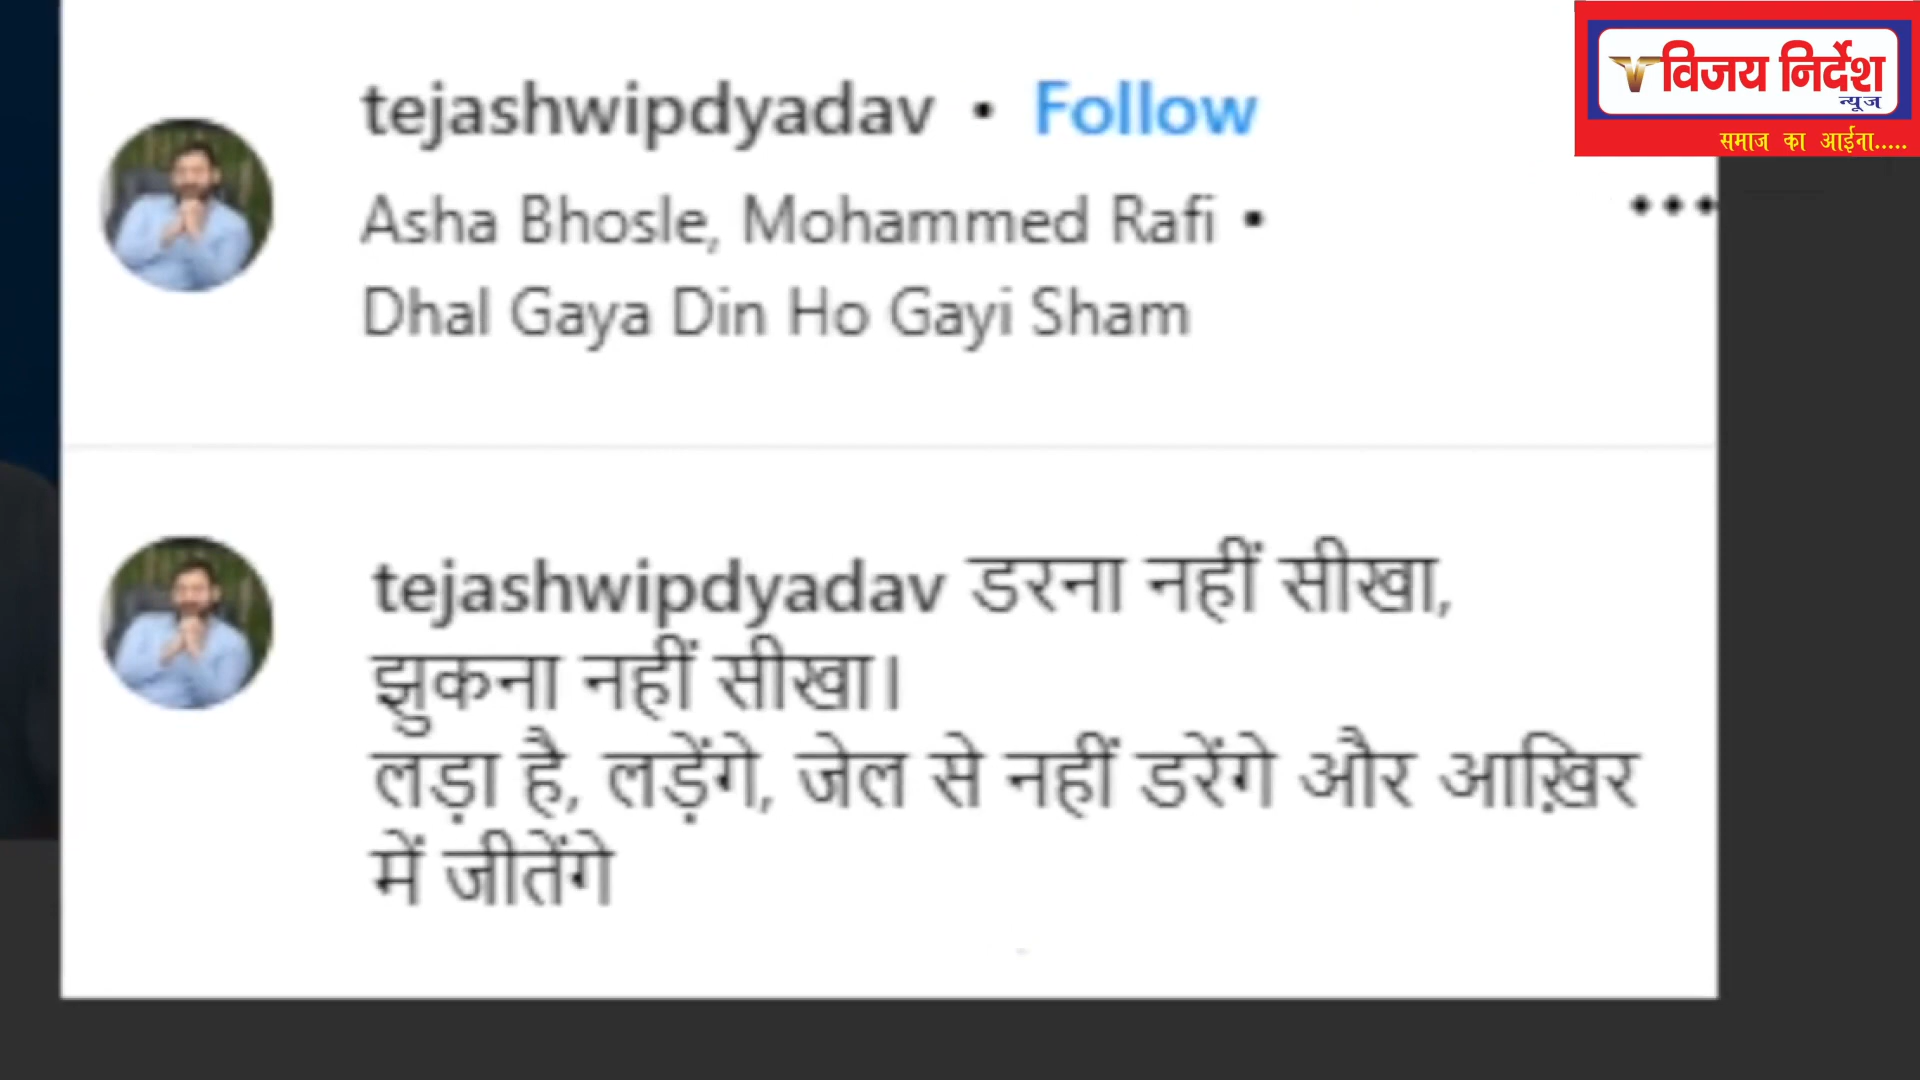 विजय निर्देश
न्यूज
समाज का आईना.....
tejashwipdyadav • Follow
Asha Bhosle, Mohammed Rafi •
Dhal Gaya Din Ho Gayi Sham
tejashwipdyadav डरना नहीं सीखा,
झुकना नहीं सीखा।
लड़ा है, लड़ेंगे, जेल से नहीं डरेंगे और आख़िर
में जीतेंगे